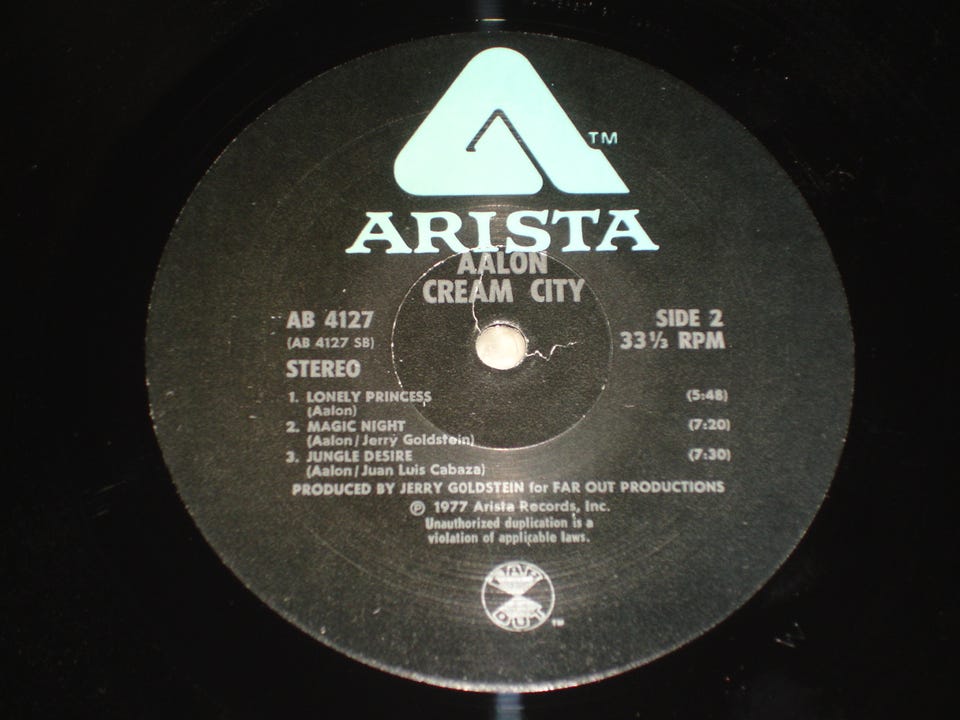 TM
ARISTA
AALON
CREAM CITY
AB 4127
SIDE 2
(AB 4127 SB)
33⅓ RPM
STEREO
1. LONELY PRINCESS (5:48)
(Aalon)
2. MAGIC NIGHT (7:20)
(Aalon/Jerry Goldstein)
3. JUNGLE DESIRE (7:30)
(Aalon/Juan Luis Cabaza)
PRODUCED BY JERRY GOLDSTEIN for FAR OUT PRODUCTIONS
Ⓟ 1977 Arista Records, Inc.
Unauthorized duplication is a
violation of applicable laws.
FAR
OUT
TM